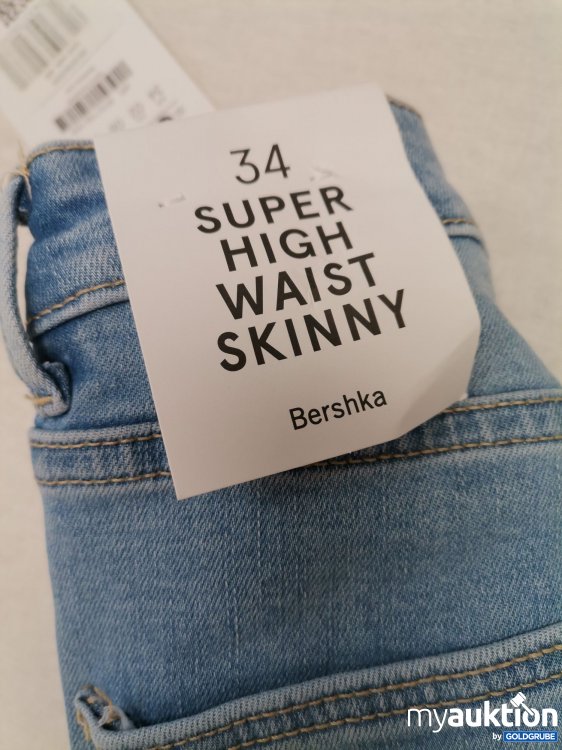 34
SUPER
HIGH
WAIST
SKINNY
Bershka
myauktion
by GOLDGRUBE